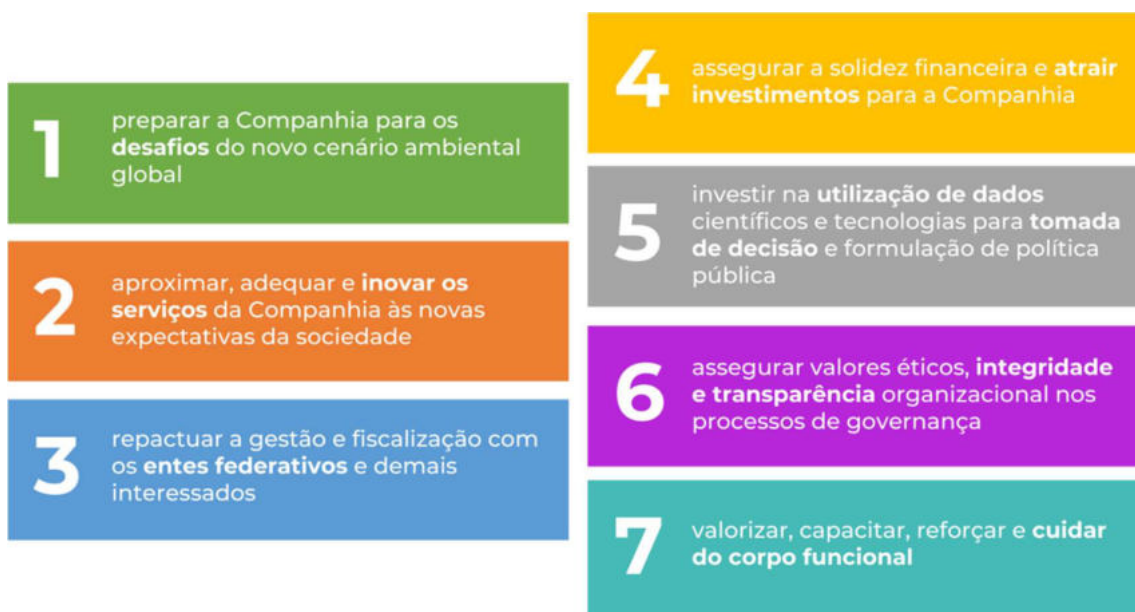 1
preparar a Companhia para os
desafios do novo cenário ambiental
global
2
aproximar, adequar e inovar os
serviços da Companhia às novas
expectativas da sociedade
3
repactuar a gestão e fiscalização com
os entes federativos e demais
interessados
4
assegurar a solidez financeira e atrair
investimentos para a Companhia
5
investir na utilização de dados
científicos e tecnologias para tomada
de decisão e formulação de política
pública
6
assegurar valores éticos, integridade
e transparência organizacional nos
processos de governança
7
valorizar, capacitar, reforçar e cuidar
do corpo funcional